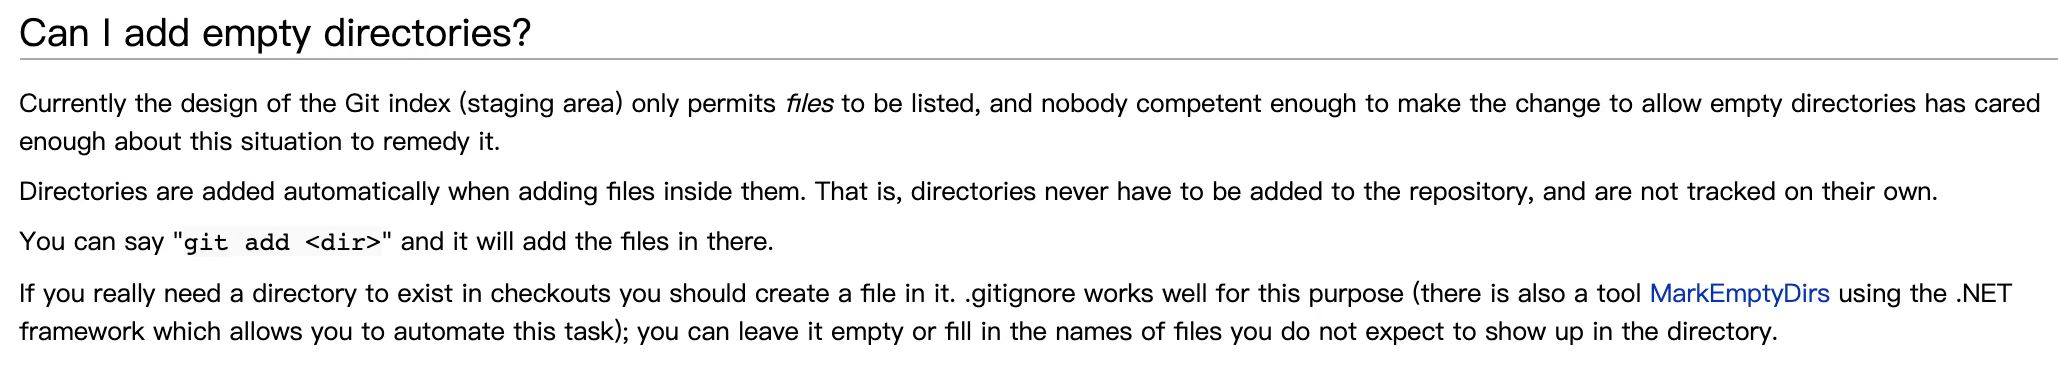 Can I add empty directories?
Currently the design of the Git index (staging area) only permits files to be listed, and nobody competent enough to make the change to allow empty directories has cared
enough about this situation to remedy it.
Directories are added automatically when adding files inside them. That is, directories never have to be added to the repository, and are not tracked on their own.
You can say "git add <dir>" and it will add the files in there.
If you really need a directory to exist in checkouts you should create a file in it. .gitignore works well for this purpose (there is also a tool MarkEmptyDirs using the .NET
framework which allows you to automate this task); you can leave it empty or fill in the names of files you do not expect to show up in the directory.